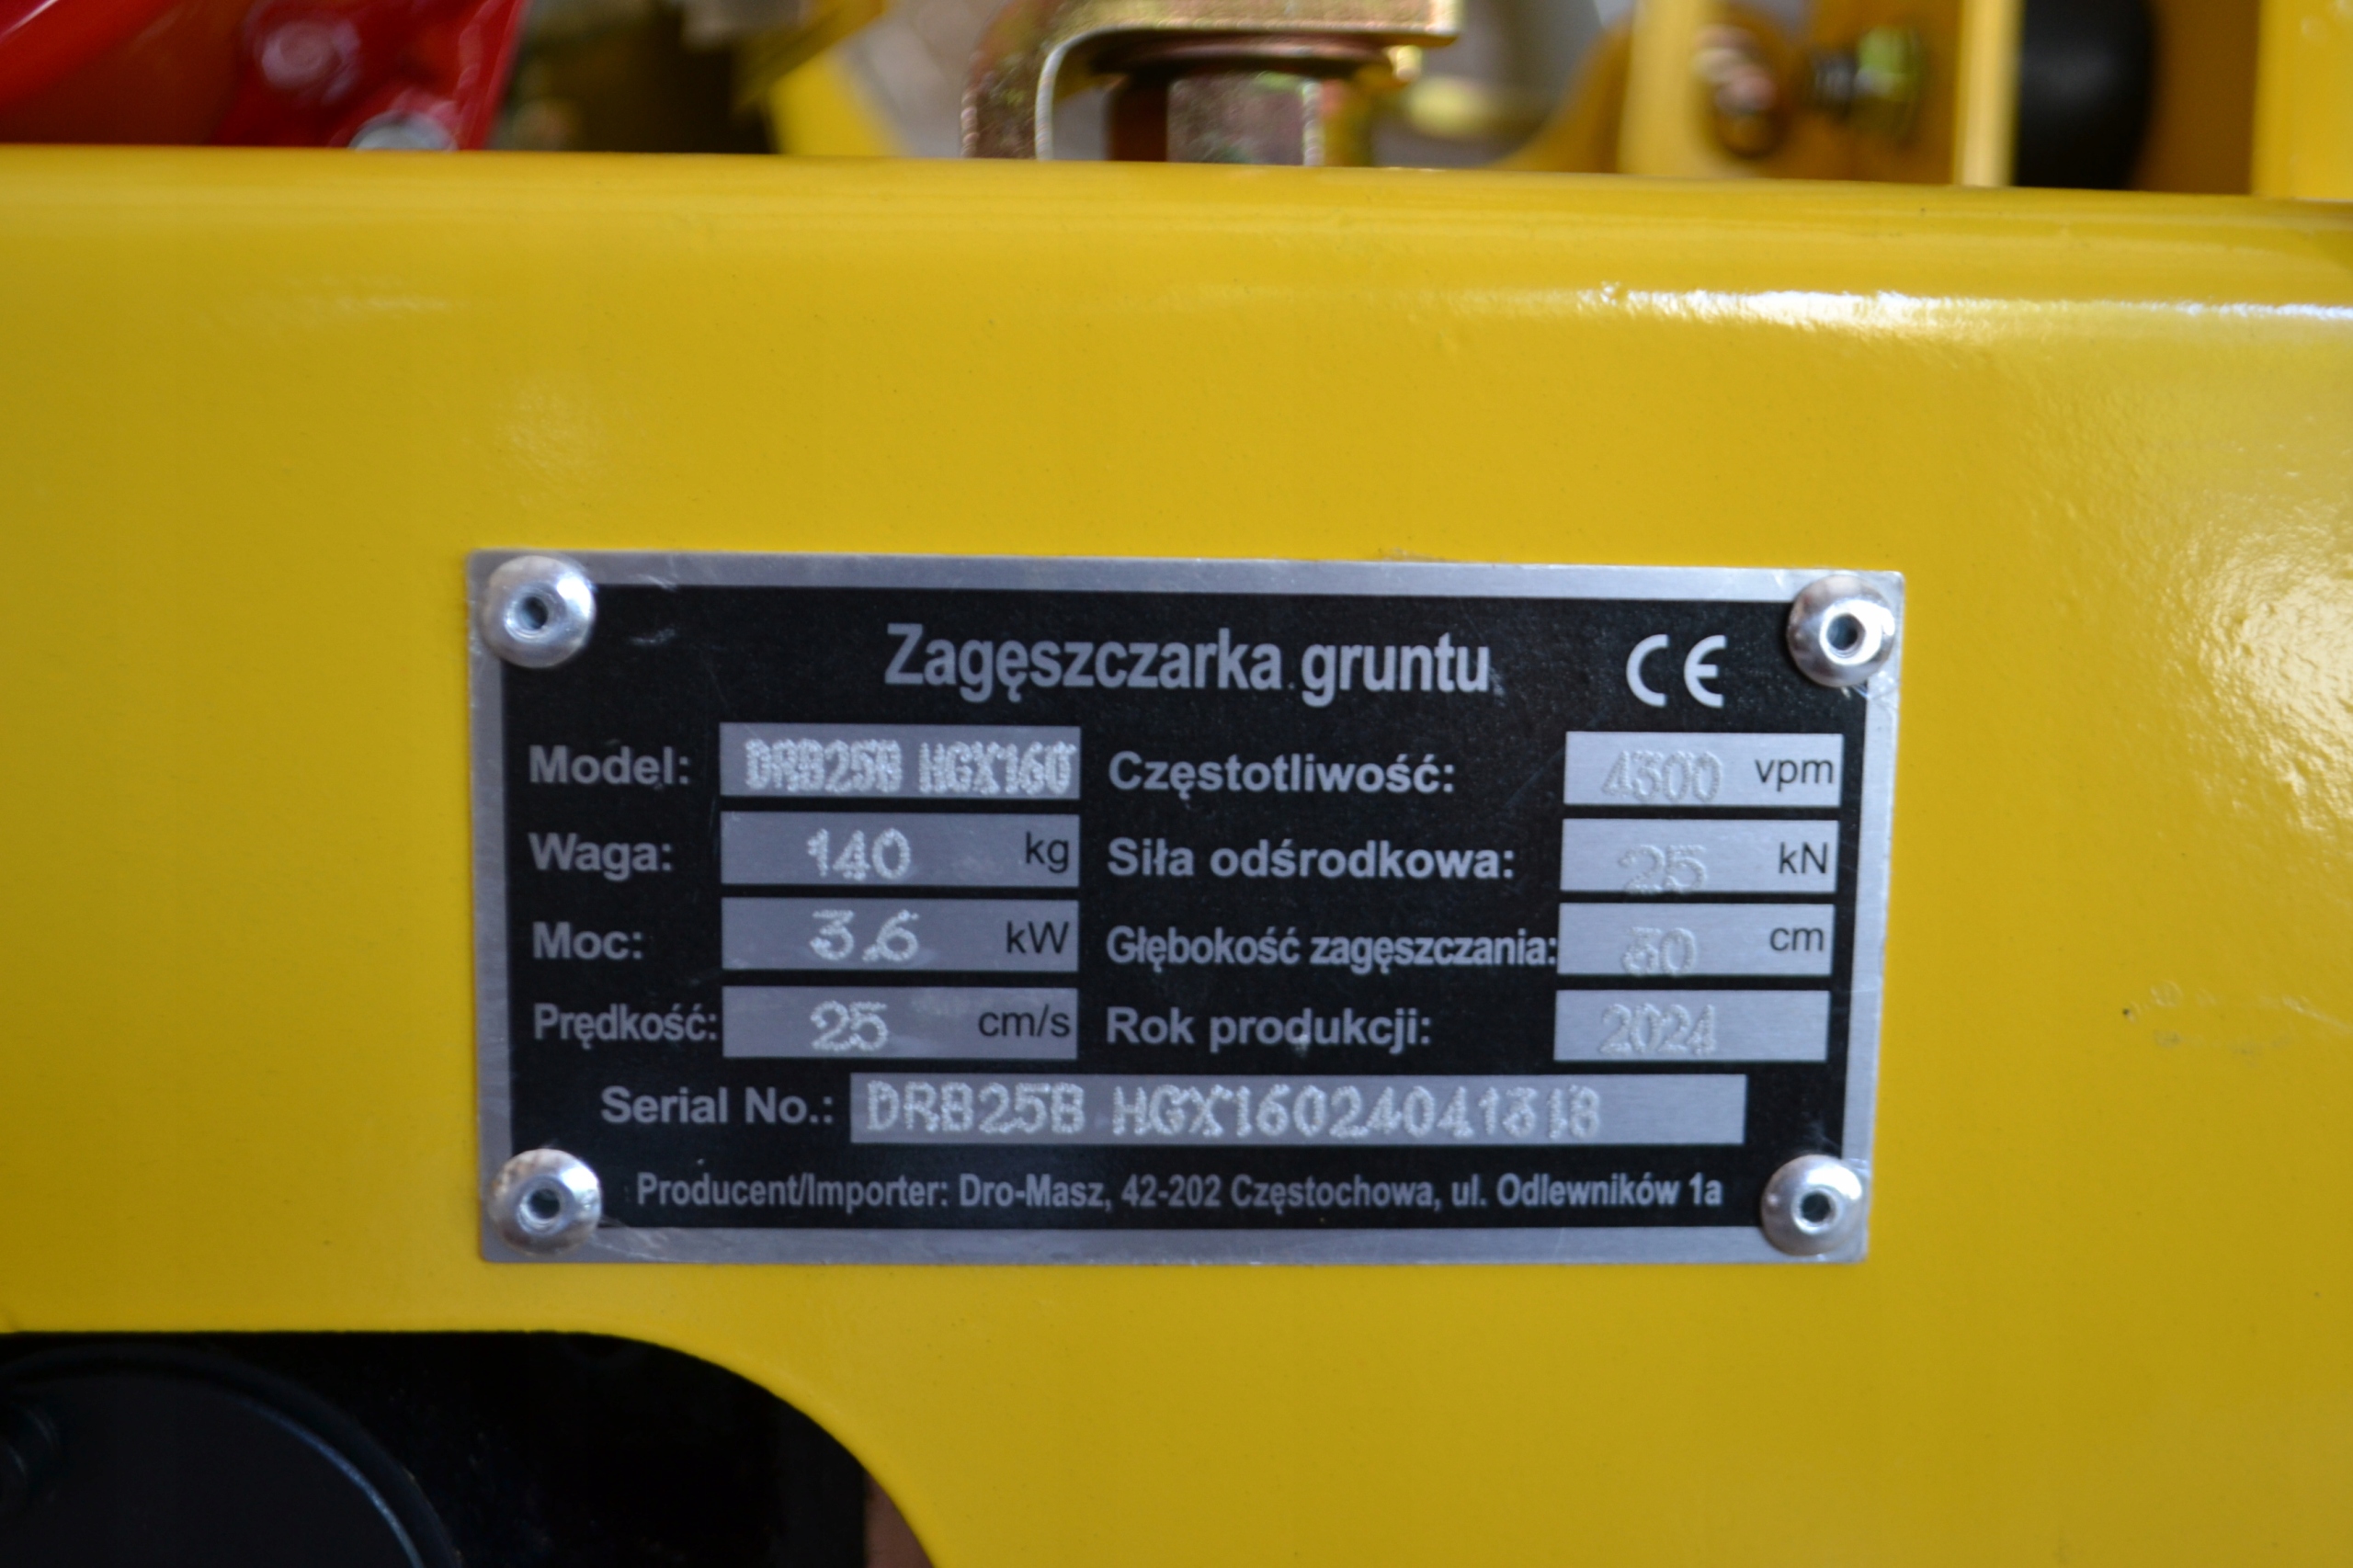 Zagęszczarka gruntu CE
Model: DRB25B HGX160 Częstotliwość: 4300 vpm
Waga: 140 kg Siła odśrodkowa: 25 kN
Moc: 3,6 kW Głębokość zagęszczania: cm
Prędkość: 25 cm/s Rok produkcji: 2024
Serial No.: DRB25B
Producent/Importer: Dro-Masz, 42-202 Częstochowa, ul. Odlewników 1a